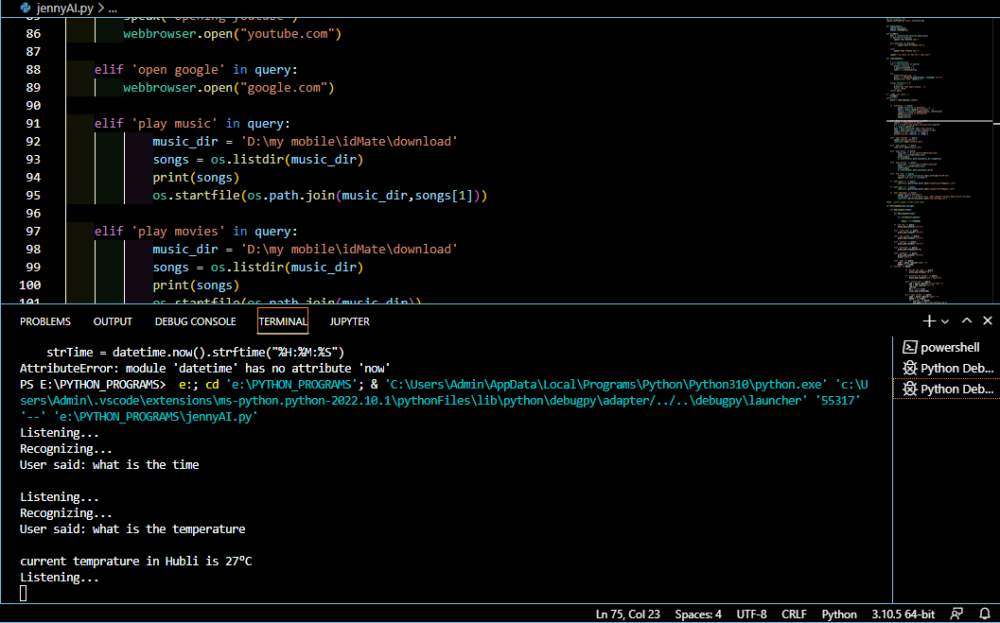 jennyAI.py > ...
85 speak("opening youtube")
86 webbrowser.open("youtube.com")
87
88 elif 'open google' in query:
89 webbrowser.open("google.com")
90
91 elif 'play music' in query:
92 music_dir = 'D:\my mobile\idMate\download'
93 songs = os.listdir(music_dir)
94 print(songs)
95 os.startfile(os.path.join(music_dir,songs[1]))
96
97 elif 'play movies' in query:
98 music_dir = 'D:\my mobile\idMate\download'
99 songs = os.listdir(music_dir)
100 print(songs)
101 os.startfile(os.path.join(music_dir))
PROBLEMS OUTPUT DEBUG CONSOLE TERMINAL JUPYTER
strTime = datetime.now().strftime("%H:%M:%S")
AttributeError: module 'datetime' has no attribute 'now'
PS E:\PYTHON_PROGRAMS> e:; cd 'e:\PYTHON_PROGRAMS'; & 'C:\Users\Admin\AppData\Local\Programs\Python\Python310\python.exe' 'c:\U
sers\Admin\.vscode\extensions\ms-python.python-2022.10.1\pythonFiles\lib\python\debugpy\adapter/../..\debugpy\launcher' '55317'
'--' 'e:\PYTHON_PROGRAMS\jennyAI.py'
Listening...
Recognizing...
User said: what is the time
Listening...
Recognizing...
User said: what is the temperature
current temprature in Hubli is 27°C
Listening...
powershell
Python Deb...
Python Deb...
Ln 75, Col 23 Spaces: 4 UTF-8 CRLF Python 3.10.5 64-bit